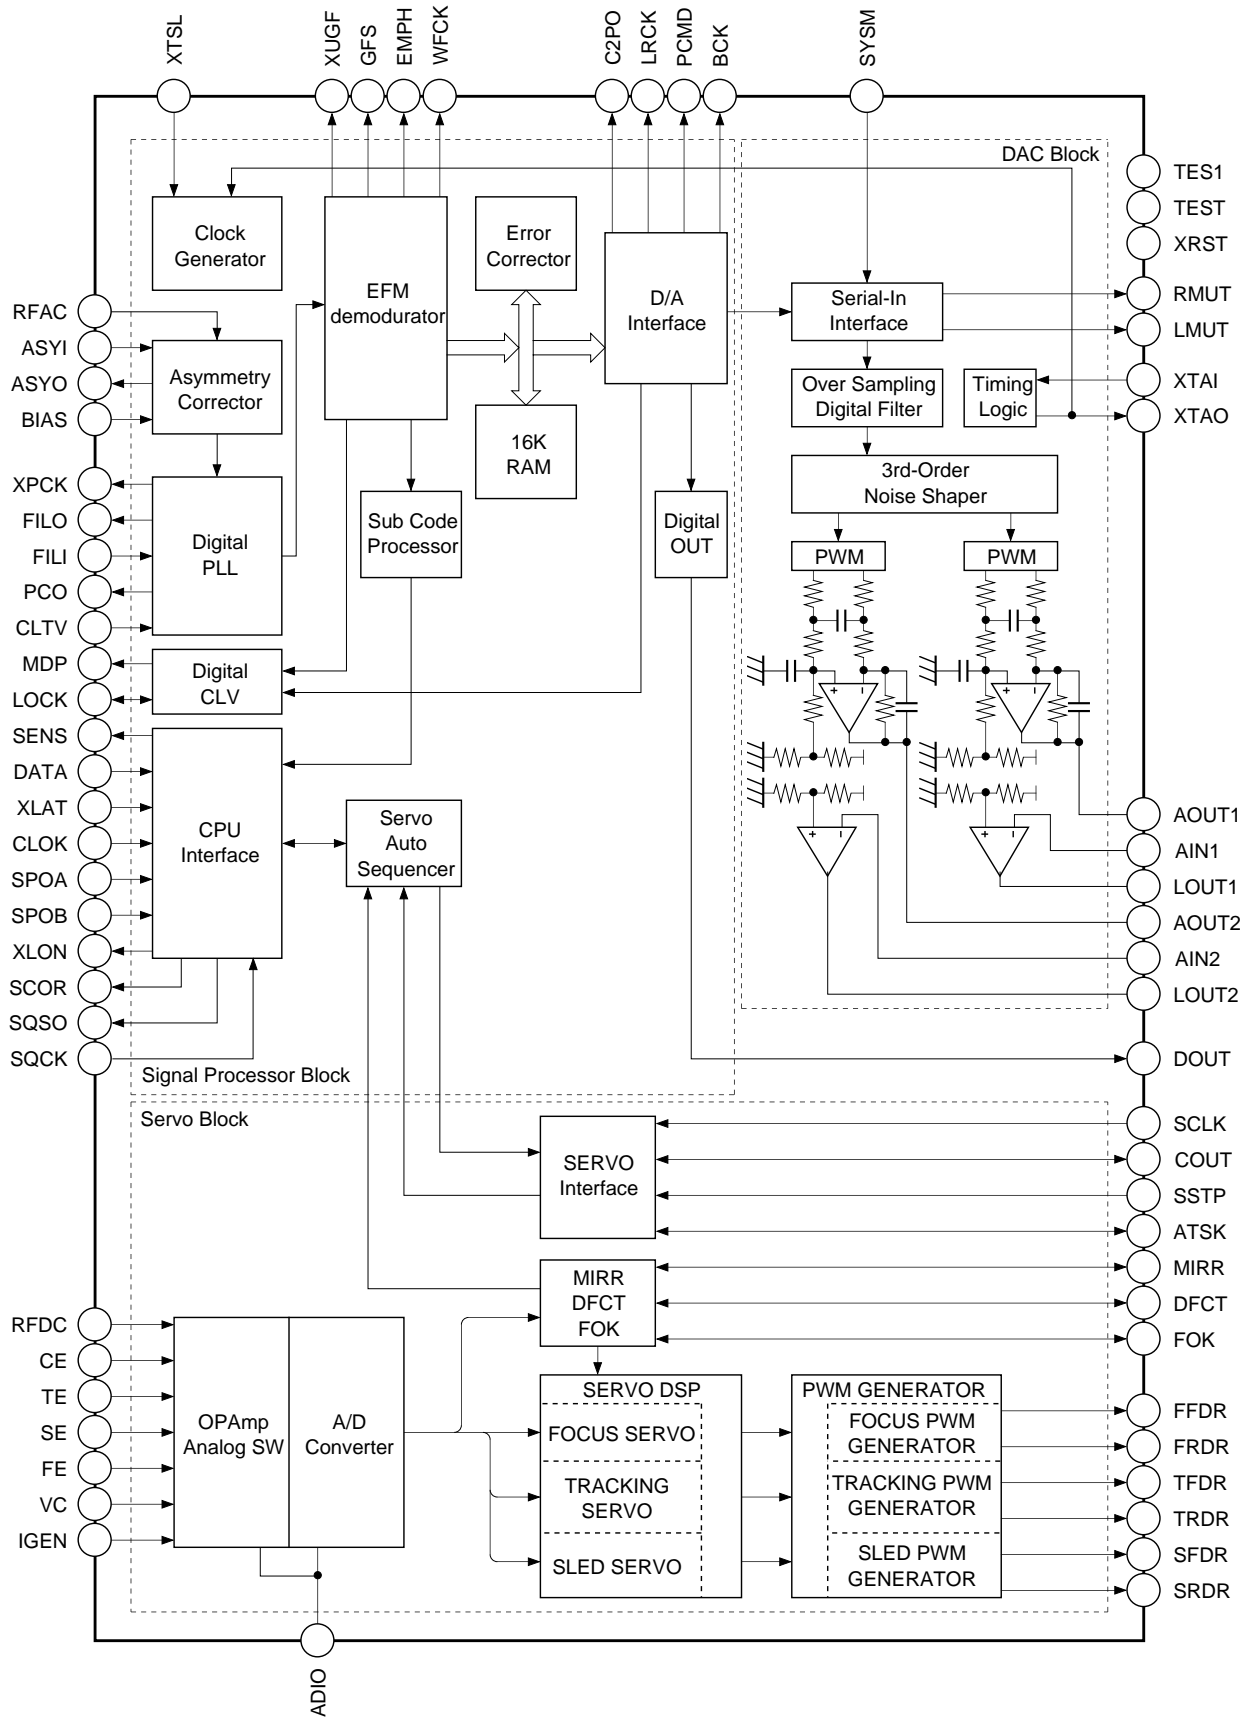 XTSL
XUGF
GFS
EMPH
WFCK
C2PO
LRCK
PCMD
BCK
SYSM
DAC Block
TES1
TEST
XRST
RMUT
LMUT
XTAI
XTAO
Clock
Generator
EFM
demodurator
Error
Corrector
D/A
Interface
Serial-In
Interface
RFAC
ASYI
ASYO
BIAS
Asymmetry
Corrector
Over Sampling
Digital Filter
Timing
Logic
16K
RAM
3rd-Order
Noise Shaper
XPCK
FILO
FILI
PCO
CLTV
Digital
PLL
Sub Code
Processor
Digital
OUT
PWM
PWM
MDP
LOCK
Digital
CLV
+
−
+
−
SENS
DATA
XLAT
CLOK
SPOA
SPOB
XLON
SCOR
SQSO
SQCK
CPU
Interface
Servo
Auto
Sequencer
+
−
+
−
AOUT1
AIN1
LOUT1
AOUT2
AIN2
LOUT2
DOUT
Signal Processor Block
Servo Block
SERVO
Interface
SCLK
COUT
SSTP
ATSK
MIRR
DFCT
FOK
MIRR
DFCT
FOK
RFDC
CE
TE
SE
FE
VC
IGEN
OPAmp
Analog SW
A/D
Converter
SERVO DSP
FOCUS SERVO
TRACKING
SERVO
SLED SERVO
PWM GENERATOR
FOCUS PWM
GENERATOR
TRACKING PWM
GENERATOR
SLED PWM
GENERATOR
FFDR
FRDR
TFDR
TRDR
SFDR
SRDR
ADIO